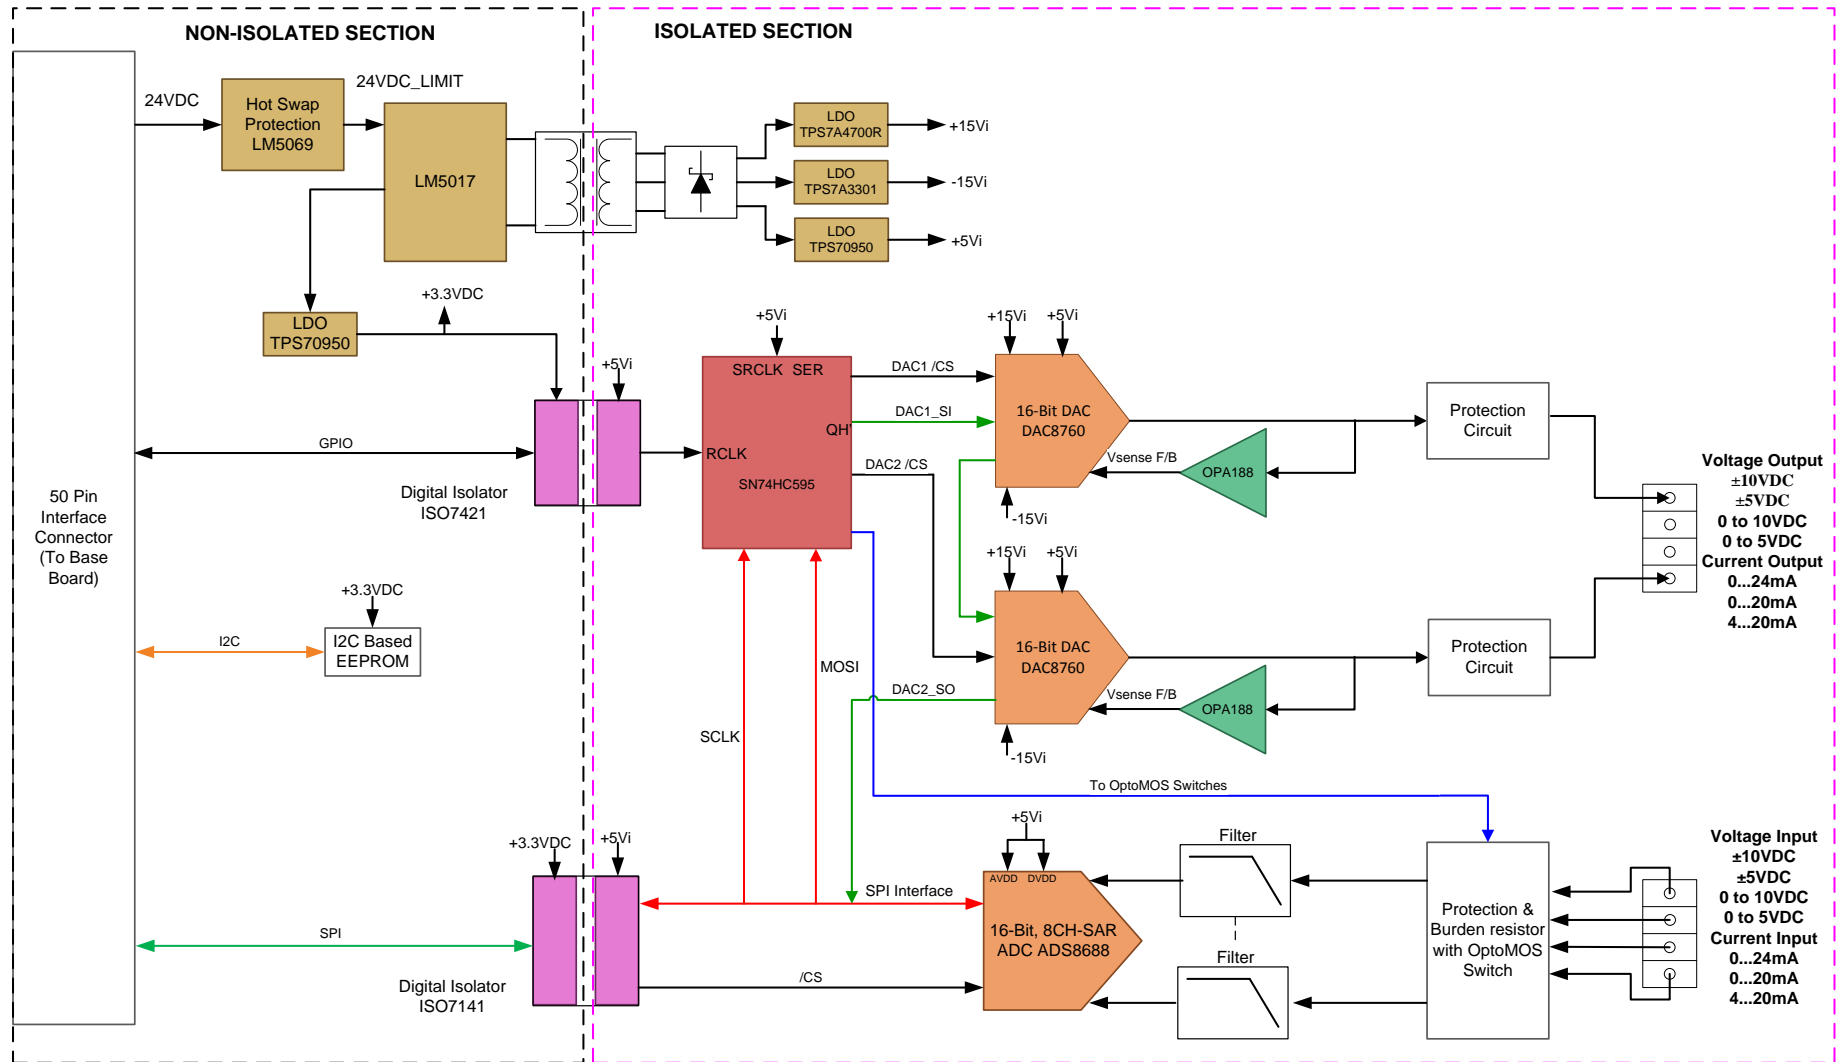 NON-ISOLATED SECTION
ISOLATED SECTION
24VDC
Hot Swap
Protection
LM5069
24VDC_LIMIT
LM5017
LDO
TPS7A4700R
+15Vi
LDO
TPS7A3301
-15Vi
LDO
TPS70950
+5Vi
+3.3VDC
LDO
TPS70950
+5Vi
GPIO
Digital Isolator
ISO7421
50 Pin
Interface
Connector
(To Base
Board)
+3.3VDC
I2C
I2C Based
EEPROM
+5Vi
SRCLK SER
QH'
RCLK
SN74HC595
DAC1 /CS
DAC1_SI
DAC2 /CS
+15Vi
+5Vi
16-Bit DAC
DAC8760
-15Vi
Vsense F/B
OPA188
Protection
Circuit
+15Vi
+5Vi
16-Bit DAC
DAC8760
-15Vi
Vsense F/B
OPA188
Protection
Circuit
Voltage Output
±10VDC
±5VDC
0 to 10VDC
0 to 5VDC
Current Output
0...24mA
0...20mA
4...20mA
MOSI
DAC2_SO
SCLK
To OptoMOS Switches
+3.3VDC
+5Vi
SPI
Digital Isolator
ISO7141
SPI Interface
/CS
+5Vi
AVDD DVDD
16-Bit, 8CH-SAR
ADC ADS8688
Filter
Filter
Protection &
Burden resistor
with OptoMOS
Switch
Voltage Input
±10VDC
±5VDC
0 to 10VDC
0 to 5VDC
Current Input
0...24mA
0...20mA
4...20mA